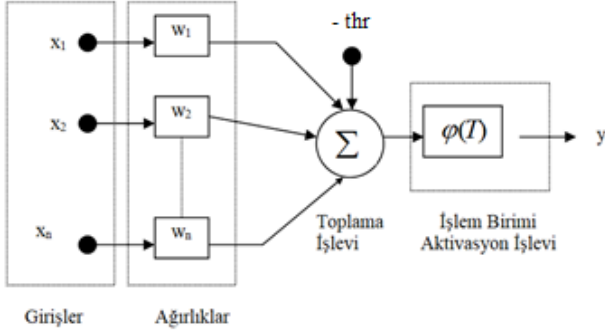 - thr
x₁
w₁
x₂
w₂
Σ
φ(T)
y
xₙ
wₙ
Toplama
İşlevi
İşlem Birimi
Aktivasyon İşlevi
Girişler
Ağırlıklar